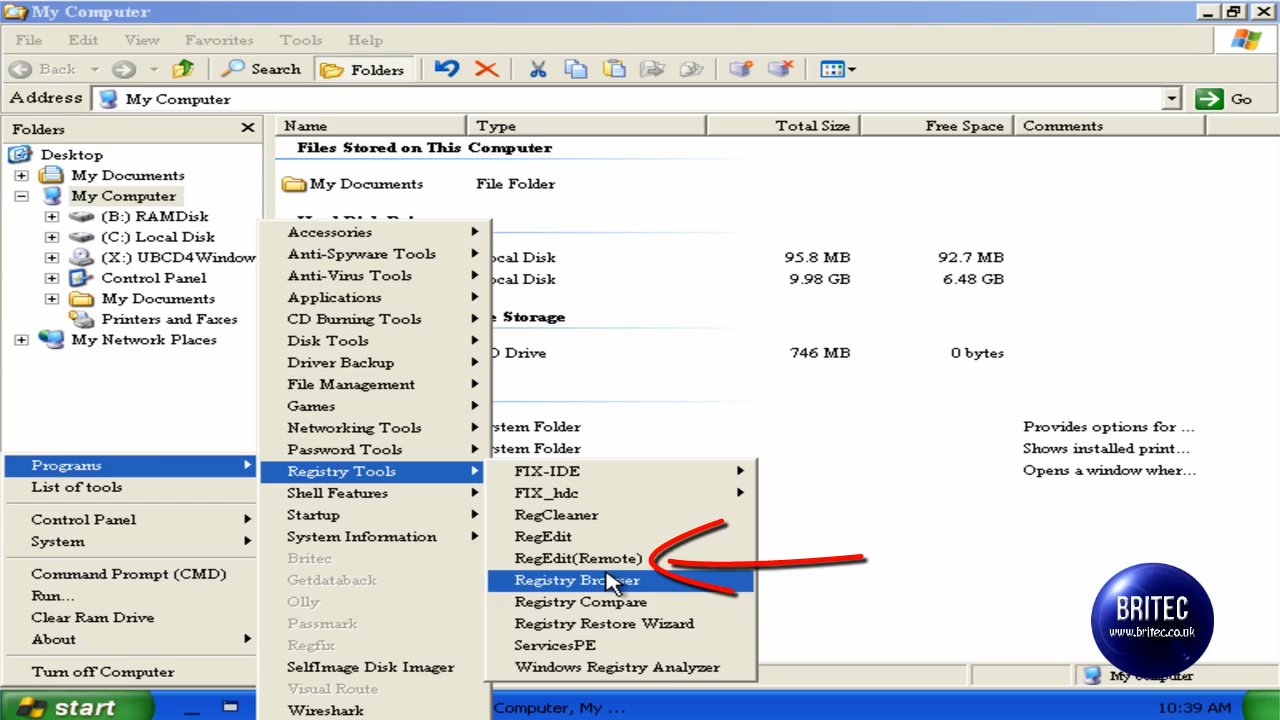 My Computer
File Edit View Favorites Tools Help
Back Search Folders
Address My Computer Go
Folders
Desktop
My Documents
My Computer
(B:) RAMDisk
(C:) Local Disk
(X:) UBCD4Window
Control Panel
My Documents
Printers and Faxes
My Network Places
Name Type Total Size Free Space Comments
Files Stored on This Computer
My Documents File Folder
ocal Disk 95.8 MB 92.7 MB
ocal Disk 9.98 GB 6.48 GB
e Storage
D Drive 746 MB 0 bytes
stem Folder Provides options for ...
stem Folder Shows installed print...
Opens a window wher...
Programs
List of tools
Control Panel
System
Command Prompt (CMD)
Run...
Clear Ram Drive
About
Turn off Computer
Accessories
Anti-Spyware Tools
Anti-Virus Tools
Applications
CD Burning Tools
Disk Tools
Driver Backup
File Management
Games
Networking Tools
Password Tools
Registry Tools
Shell Features
Startup
System Information
Britec
Getdataback
Olly
Passmark
Regfix
SelfImage Disk Imager
Visual Route
Wireshark
FIX-IDE
FIX_hdc
RegCleaner
RegEdit
RegEdit(Remote)
Registry Browser
Registry Compare
Registry Restore Wizard
ServicesPE
Windows Registry Analyzer
BRITEC
www.britec.co.uk
My Computer
start
Computer, My ...
10:39 AM